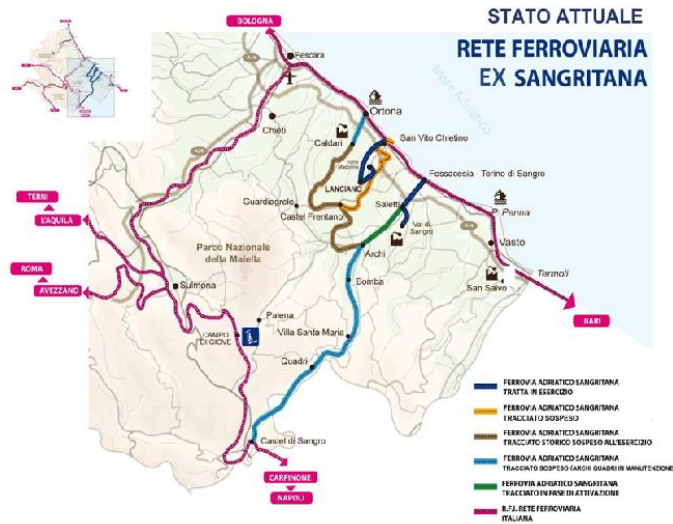 STATO ATTUALE
RETE FERROVIARIA
EX SANGRITANA
BOLOGNA
Pescara
Mare Adriatico
Ortona
Chieti
Caldari
San Vito Chietino
LANCIANO
Fossacesia - Torino di Sangro
TERNI
L'AQUILA
Guardiagrele
Castel Frentano
Saletti
P. Penna
Val di
Sangro
Vasto
Parco Nazionale
della Maiella
Archi
ROMA
AVEZZANO
Termoli
Sulmona
Bomba
San Salvo
BARI
Palena
CAMPO
DI GIOVE
Villa Santa Maria
Quadri
Castel di Sangro
CARPINONE
NAPOLI
FERROVIA ADRIATICO SANGRITANA
TRATTA IN ESERCIZIO
FERROVIA ADRIATICO SANGRITANA
TRACCIATO SOSPESO
FERROVIA ADRIATICO SANGRITANA
TRACCIATO STORICO SOSPESO ALL'ESERCIZIO
FERROVIA ADRIATICO SANGRITANA
TRACCIATO SOSPESO (ARCHI QUADRI IN MANUTENZIONE
FERROVIA ADRIATICO SANGRITANA
TRACCIATO IN FASE DI ATTIVAZIONE
R.F.I. RETE FERROVIARIA
ITALIANA